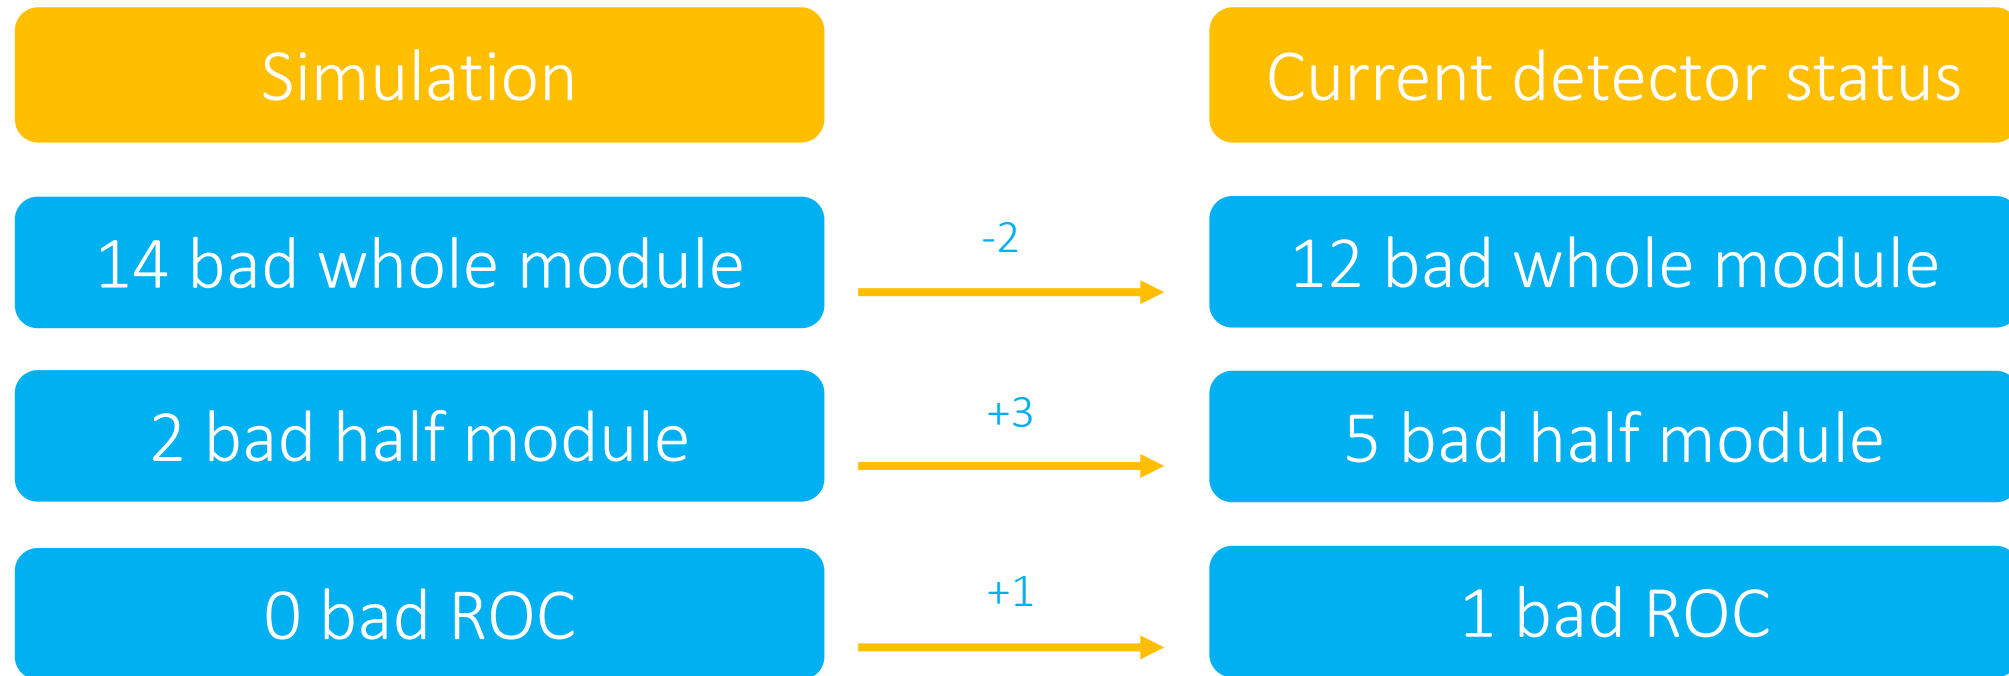 Simulation
Current detector status
14 bad whole module
-2
12 bad whole module
2 bad half module
+3
5 bad half module
0 bad ROC
+1
1 bad ROC